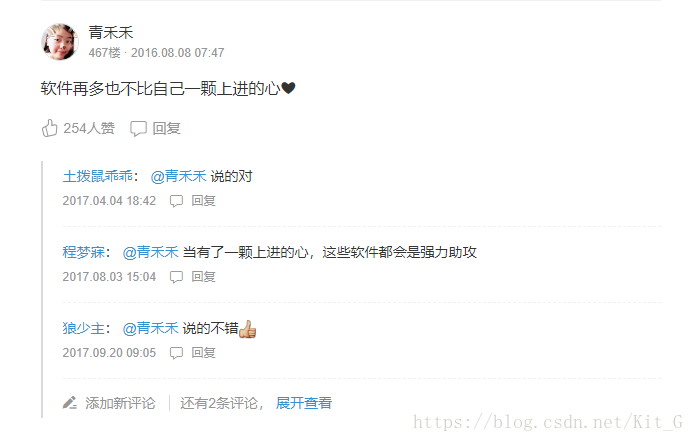 青禾禾
467楼 · 2016.08.08 07:47
软件再多也不比自己一颗上进的心❤
254人赞 回复
土拨鼠乖乖： @青禾禾 说的对
2017.04.04 18:42 回复
程梦寐： @青禾禾 当有了一颗上进的心，这些软件都会是强力助攻
2017.08.03 15:04 回复
狼少主： @青禾禾 说的不错👍
2017.09.20 09:05 回复
添加新评论 还有2条评论， 展开查看
https://blog.csdn.net/Kit_G